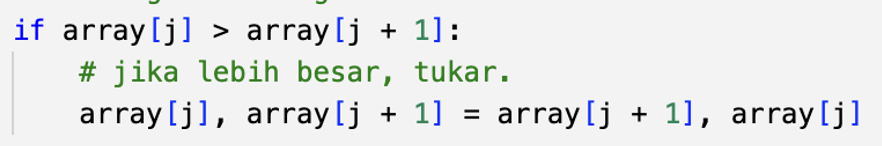 if array[j] > array[j + 1]:
# jika lebih besar, tukar.
array[j], array[j + 1] = array[j + 1], array[j]